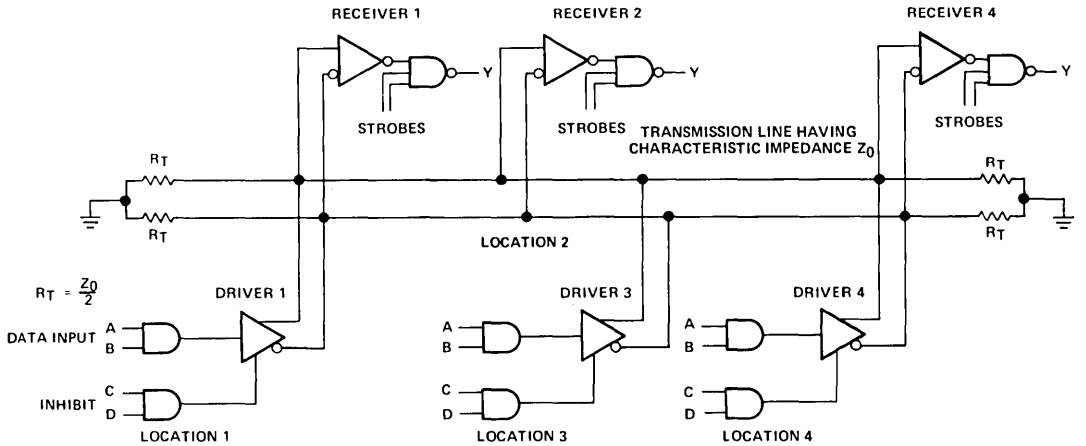 RECEIVER 1
RECEIVER 2
RECEIVER 4
Y
Y
Y
STROBES
STROBES
STROBES
TRANSMISSION LINE HAVING
CHARACTERISTIC IMPEDANCE Z0
RT
RT
RT
RT
LOCATION 2
RT = Z0/2
DRIVER 1
DRIVER 3
DRIVER 4
DATA INPUT
A
B
A
B
A
B
INHIBIT
C
D
C
D
C
D
LOCATION 1
LOCATION 3
LOCATION 4